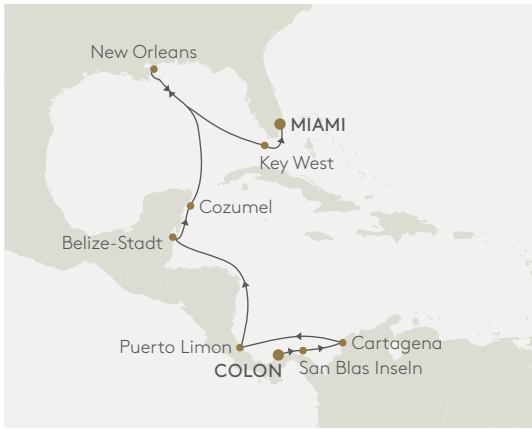 New Orleans
MIAMI
Key West
Cozumel
Belize-Stadt
Puerto Limon
Cartagena
COLON
San Blas Inseln